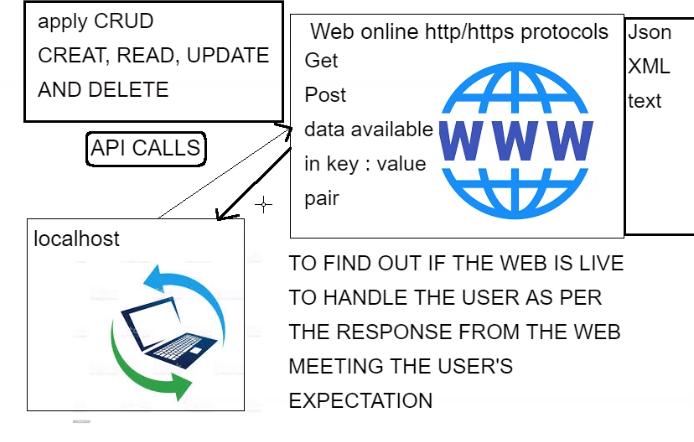 apply CRUD
CREAT, READ, UPDATE
AND DELETE
API CALLS
Web online http/https protocols
Get
Post
data available
in key : value
pair
WWW
Json
XML
text
localhost
TO FIND OUT IF THE WEB IS LIVE
TO HANDLE THE USER AS PER
THE RESPONSE FROM THE WEB
MEETING THE USER'S
EXPECTATION